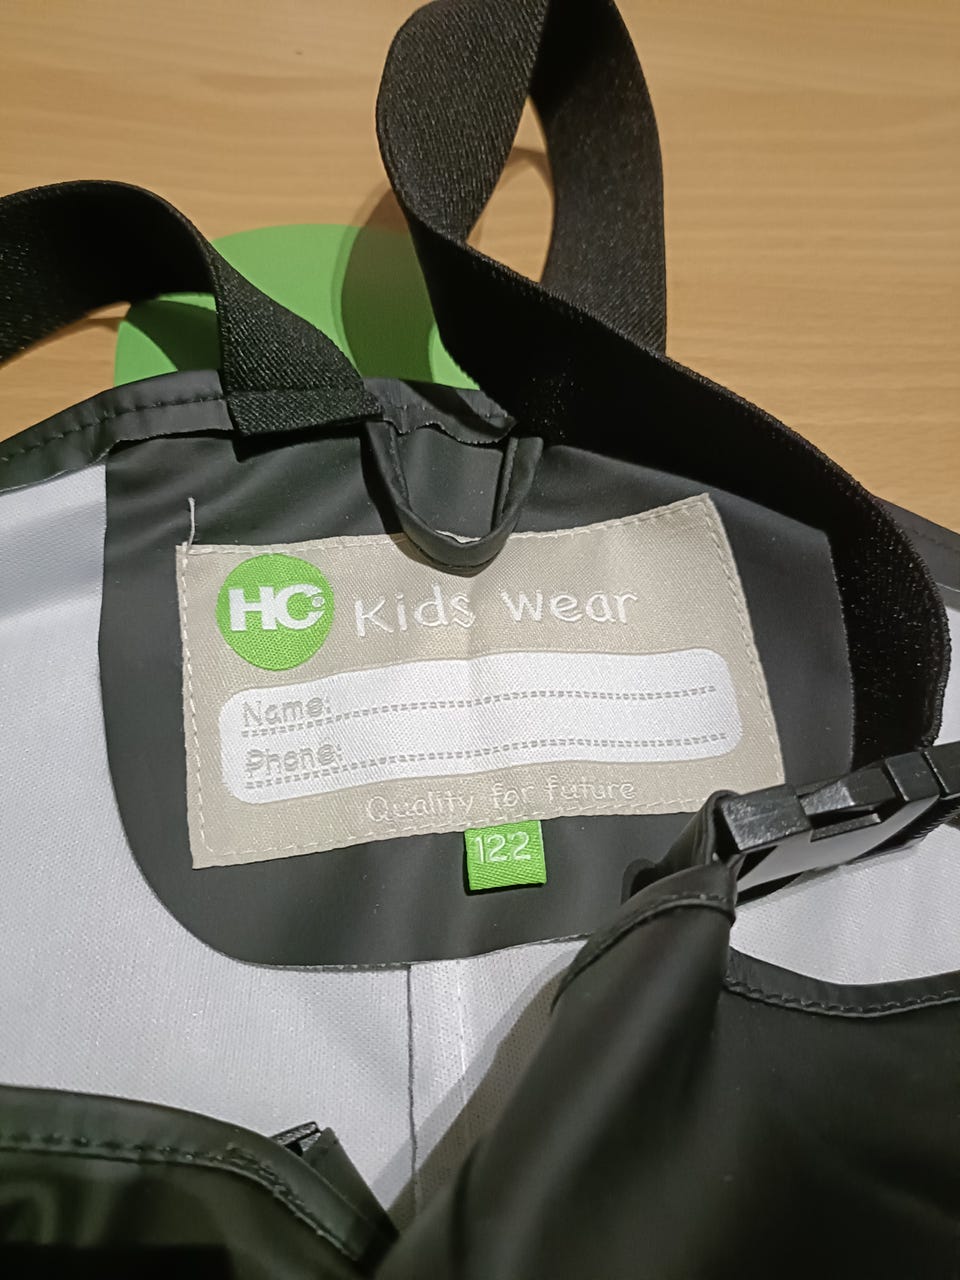 HC Kids wear
Name:
Phone:
Quality for future
122